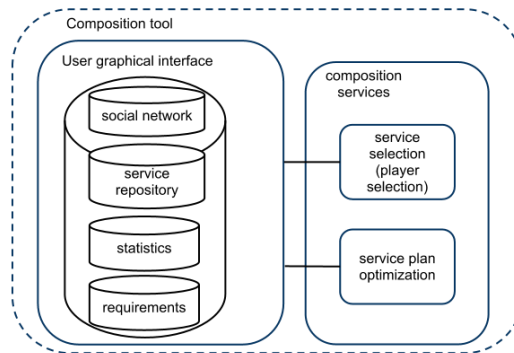 Composition tool
User graphical interface
social network
service
repository
statistics
requirements
composition
services
service
selection
(player
selection)
service plan
optimization